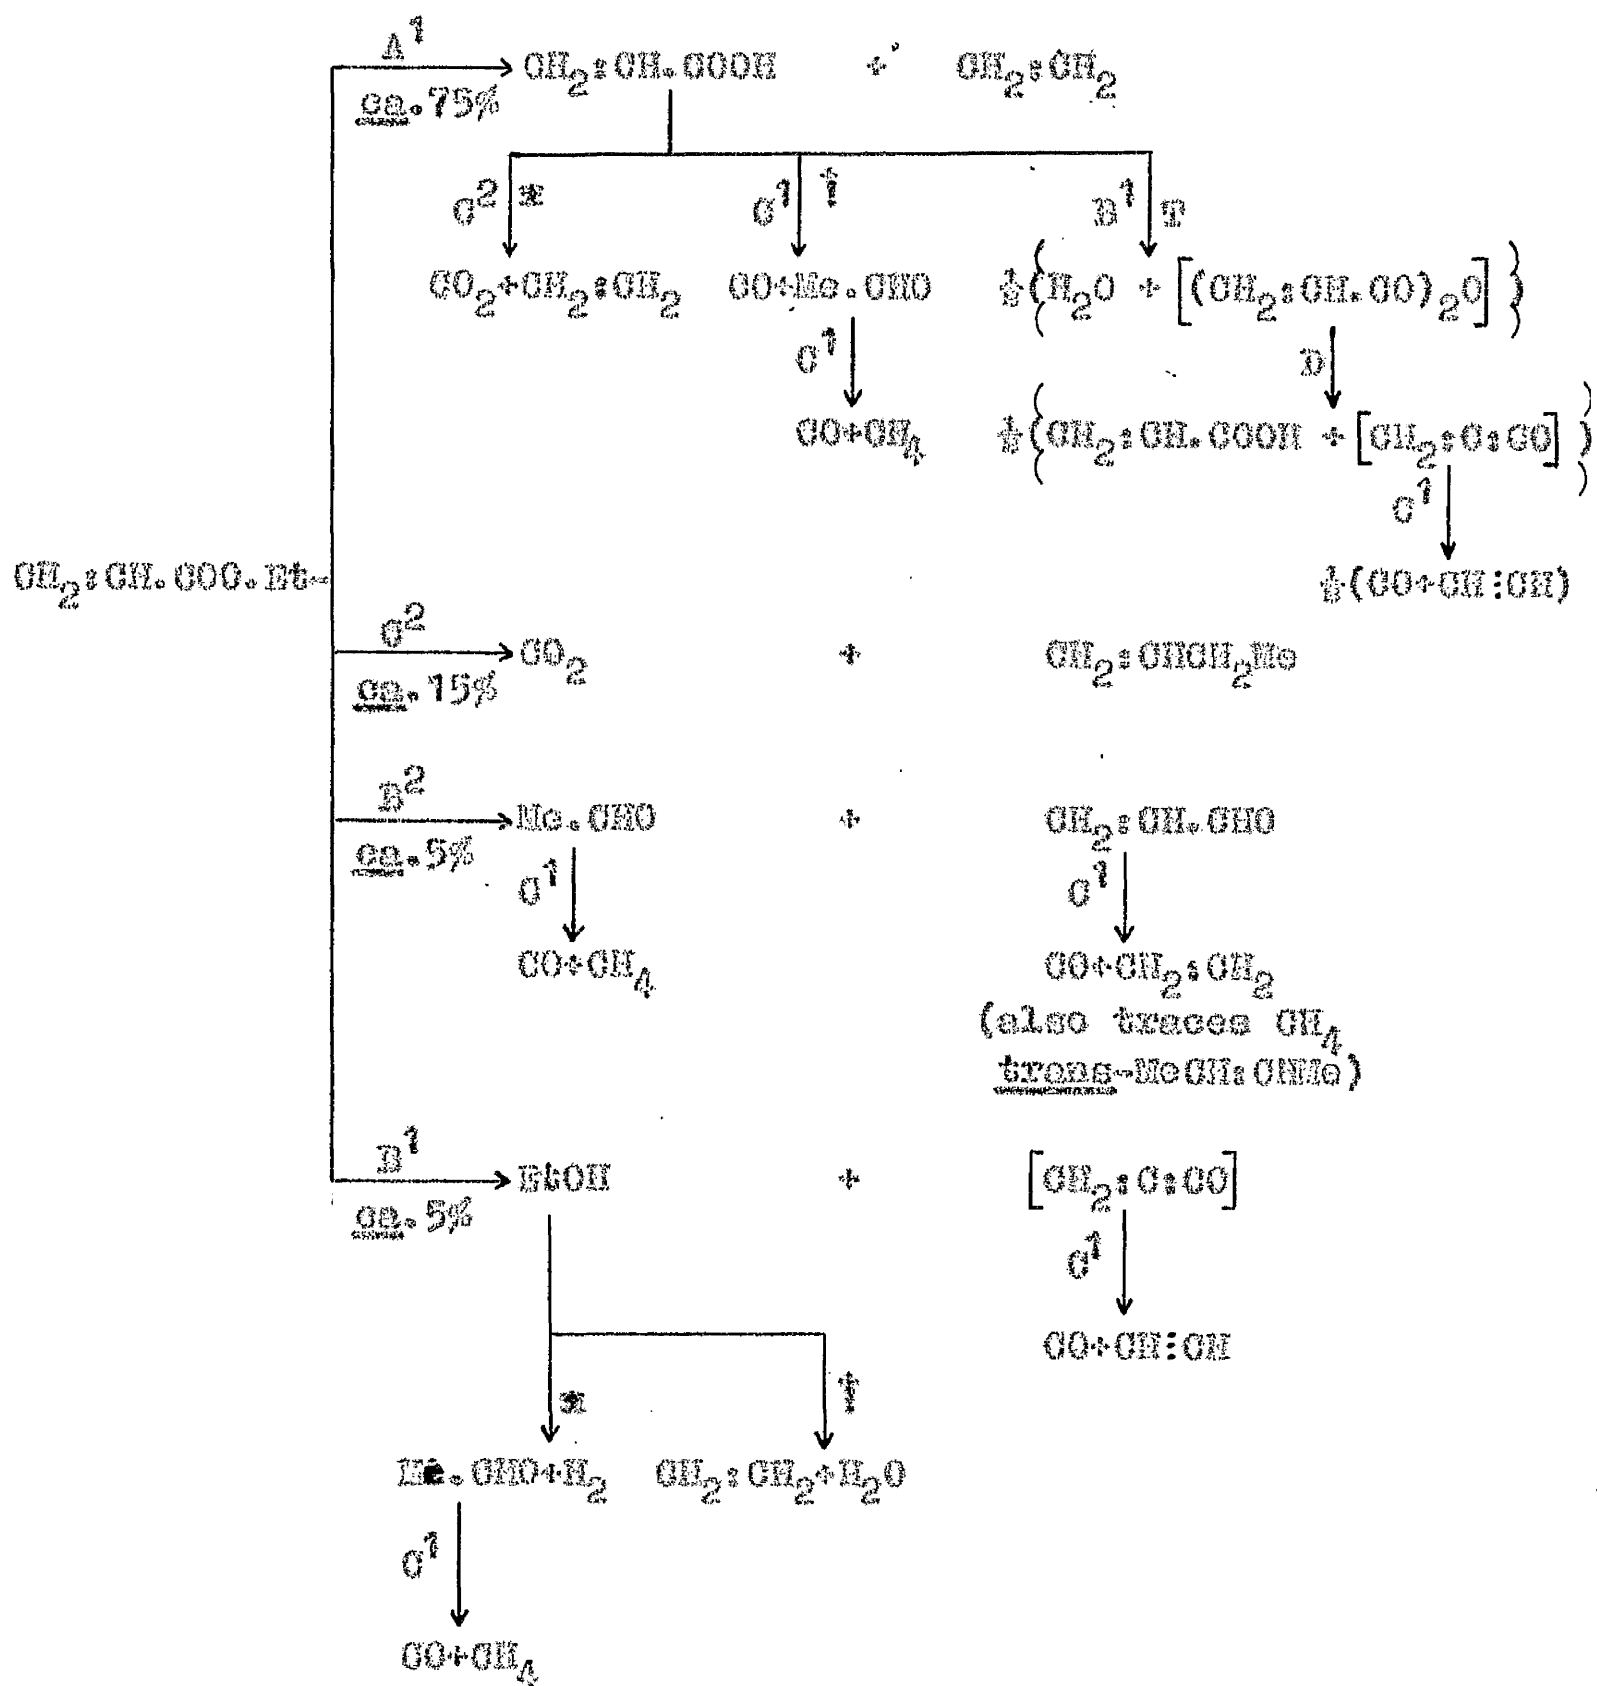 A¹
CH₂:CH.COOH + CH₂:CH₂
ca.75%
C² * C¹ † B¹ T
CO₂+CH₂:CH₂ CO+Me.CHO ½(H₂O + [(CH₂:CH.CO)₂O])
C¹ D
CO+CH₄ ½(CH₂:CH.COOH + [CH₂:C:CO])
C¹
CH₂:CH.COO.Et- ½(CO+CH⋮CH)
C²
CO₂ + CH₂:CHCH₂Me
ca.15%
B²
Me.CHO + CH₂:CH.CHO
ca.5%
C¹ C¹
CO+CH₄ CO+CH₂:CH₂
(also traces CH₄
trans-MeCH:CHMe)
B¹
EtOH + [CH₂:C:CO]
ca.5%
C¹
CO+CH⋮CH
* †
Me.CHO+H₂ CH₂:CH₂+H₂O
C¹
CO+CH₄